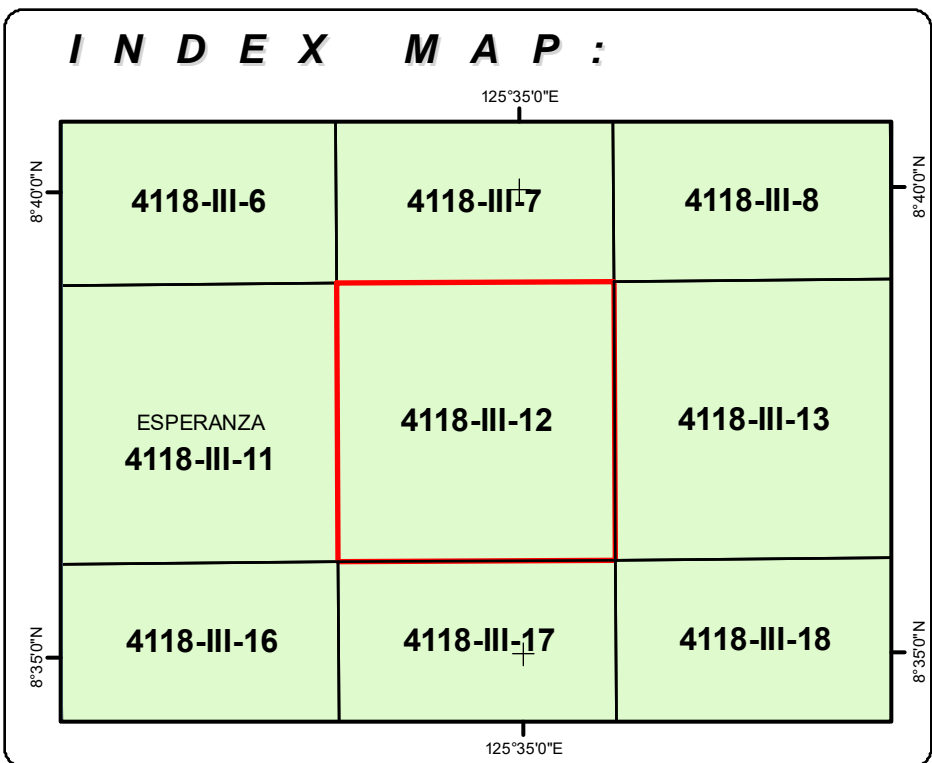 INDEX MAP:
125°35'0"E
8°40'0"N
8°40'0"N
4118-III-6
4118-III-7
4118-III-8
ESPERANZA
4118-III-11
4118-III-12
4118-III-13
4118-III-16
4118-III-17
4118-III-18
8°35'0"N
8°35'0"N
125°35'0"E